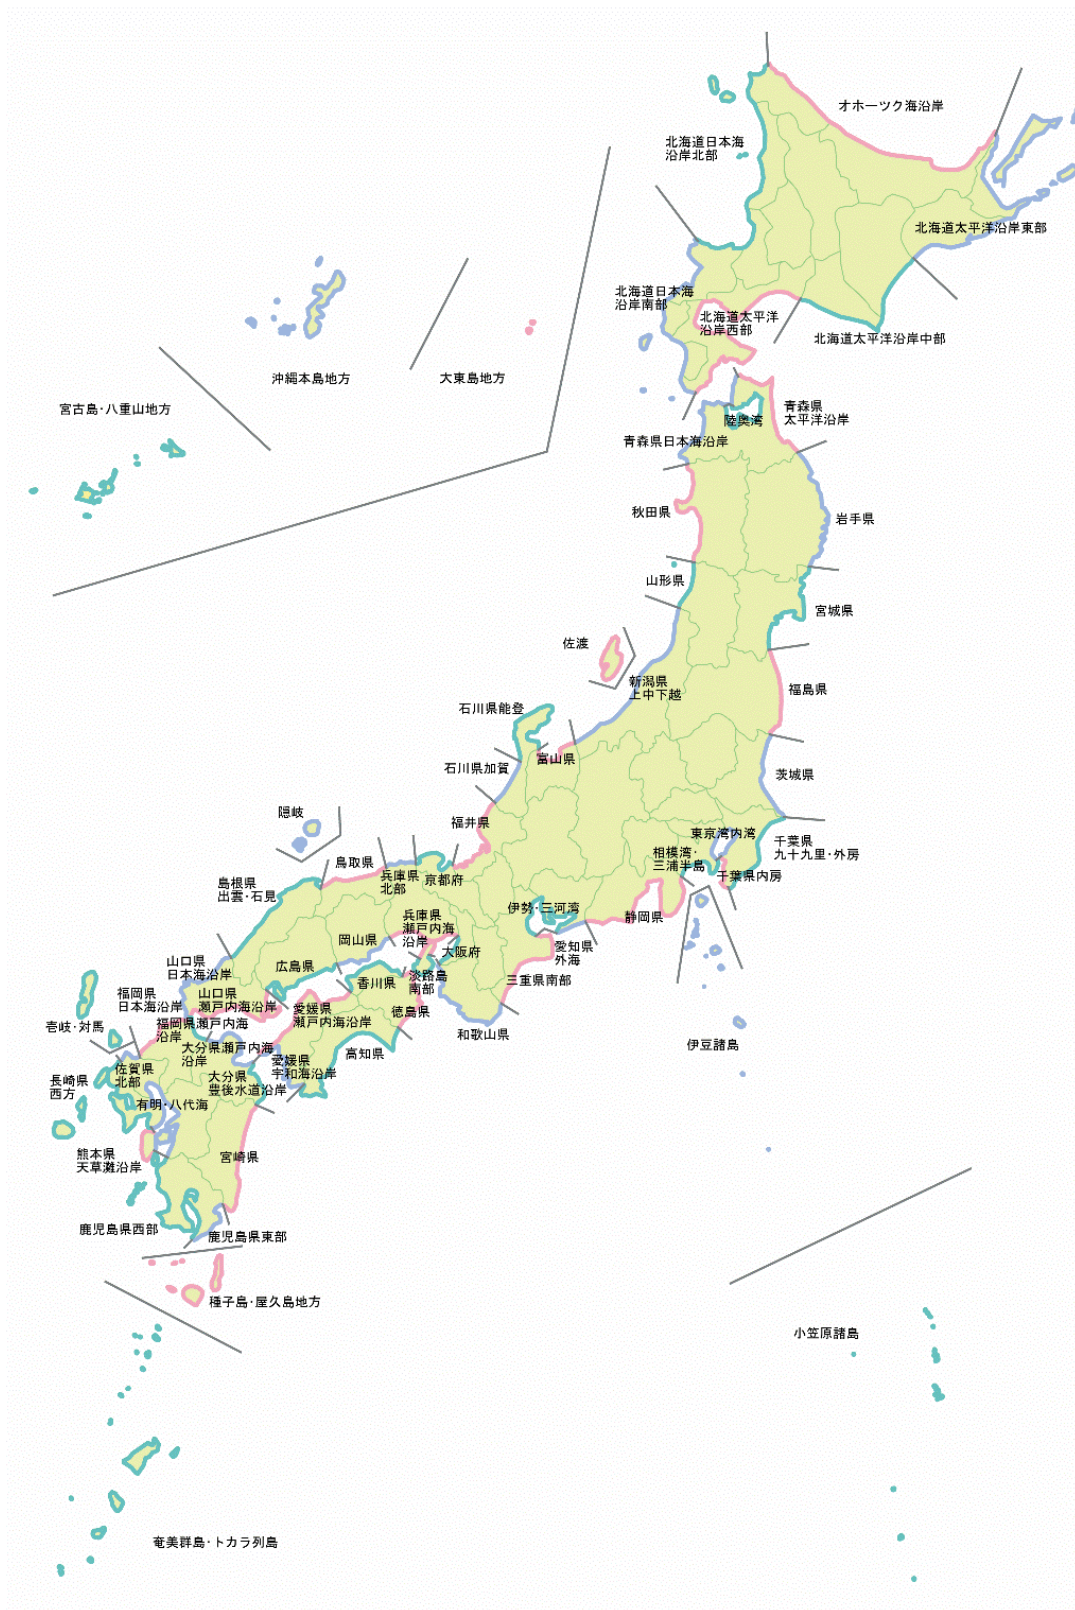 オホーツク海沿岸
北海道日本海
沿岸北部
北海道太平洋沿岸東部
北海道日本海
沿岸南部
北海道太平洋
沿岸西部
北海道太平洋沿岸中部
沖縄本島地方
大東島地方
宮古島･八重山地方
青森県
太平洋沿岸
陸奥湾
青森県日本海沿岸
秋田県
岩手県
山形県
宮城県
佐渡
新潟県
上中下越
福島県
石川県能登
富山県
石川県加賀
茨城県
隠岐
福井県
東京湾内湾
千葉県
九十九里･外房
相模湾･
三浦半島
千葉県内房
鳥取県
兵庫県
北部
京都府
島根県
出雲･石見
伊勢･三河湾
静岡県
兵庫県
瀬戸内海
沿岸
岡山県
大阪府
愛知県
外海
山口県
日本海沿岸
広島県
淡路島
南部
香川県
三重県南部
福岡県
日本海沿岸
山口県
瀬戸内海沿岸
愛媛県
瀬戸内海沿岸
徳島県
壱岐･対馬
福岡県瀬戸内海
沿岸
和歌山県
伊豆諸島
大分県瀬戸内海
沿岸
高知県
愛媛県
宇和海沿岸
佐賀県
北部
長崎県
西方
大分県
豊後水道沿岸
有明･八代海
熊本県
天草灘沿岸
宮崎県
鹿児島県西部
鹿児島県東部
種子島･屋久島地方
小笠原諸島
奄美群島･トカラ列島